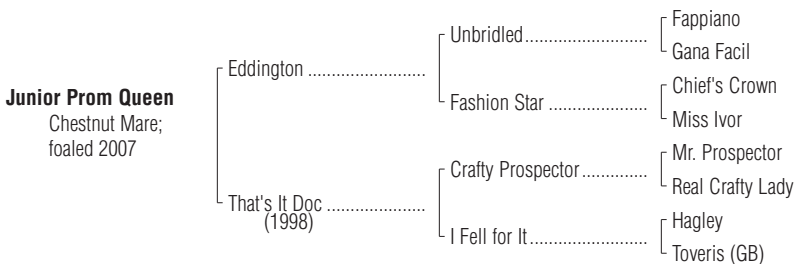 Junior Prom Queen
Chestnut Mare;
foaled 2007
Eddington ..........................
That's It Doc ......................
(1998)
Unbridled...........................
Fashion Star ......................
Crafty Prospector...............
I Fell for It..........................
Fappiano
Gana Facil
Chief's Crown
Miss Ivor
Mr. Prospector
Real Crafty Lady
Hagley
Toveris (GB)